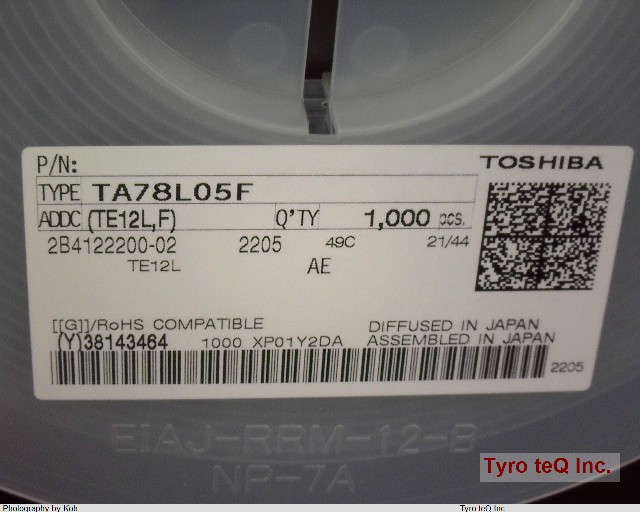 P/N:
TOSHIBA
TYPE TA78L05F
ADDC (TE12L,F) Q'TY 1,000 pcs.
2B4122200-02 2205 49C 21/44
TE12L AE
[[G]]/RoHS COMPATIBLE DIFFUSED IN JAPAN
(Y)38143464 1000 XP01Y2DA ASSEMBLED IN JAPAN
2205
EIAJ-RRM-12-B
NP-7A
Tyro teQ Inc.
Photography by Koh Tyro teQ Inc